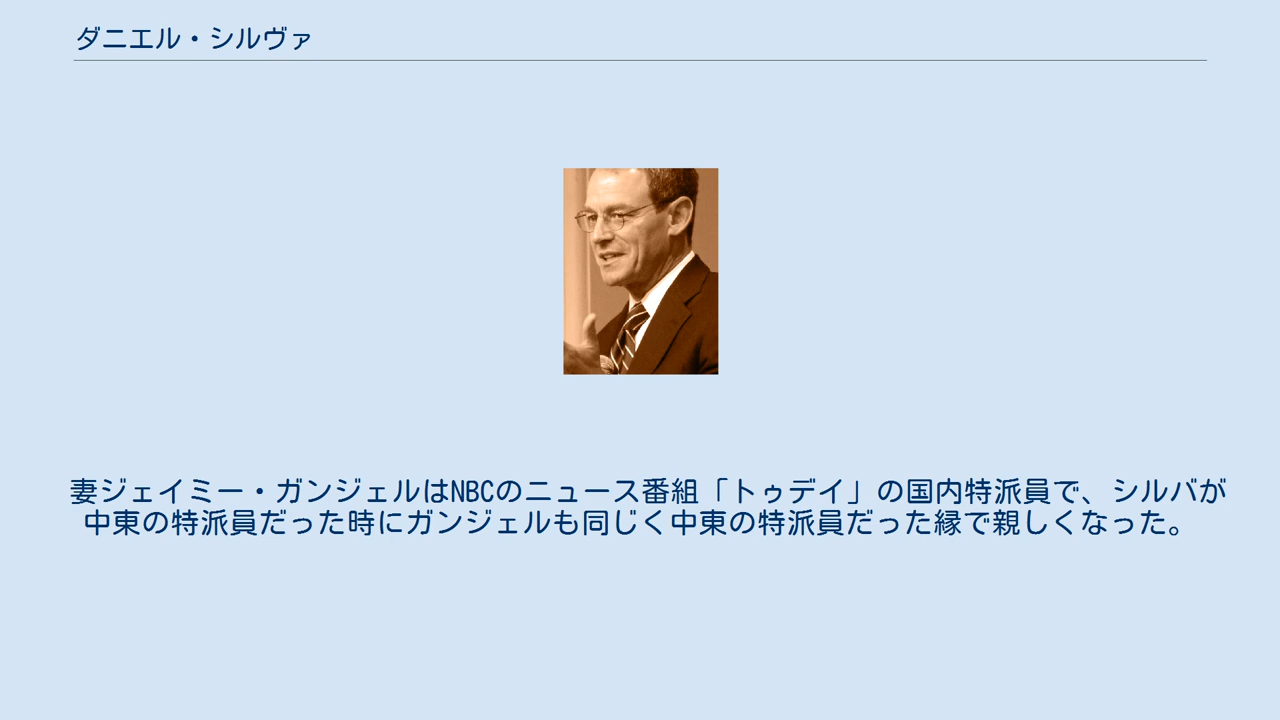 ダニエル・シルヴァ
妻ジェイミー・ガンジェルはNBCのニュース番組「トゥデイ」の国内特派員で、シルバが
中東の特派員だった時にガンジェルも同じく中東の特派員だった縁で親しくなった。